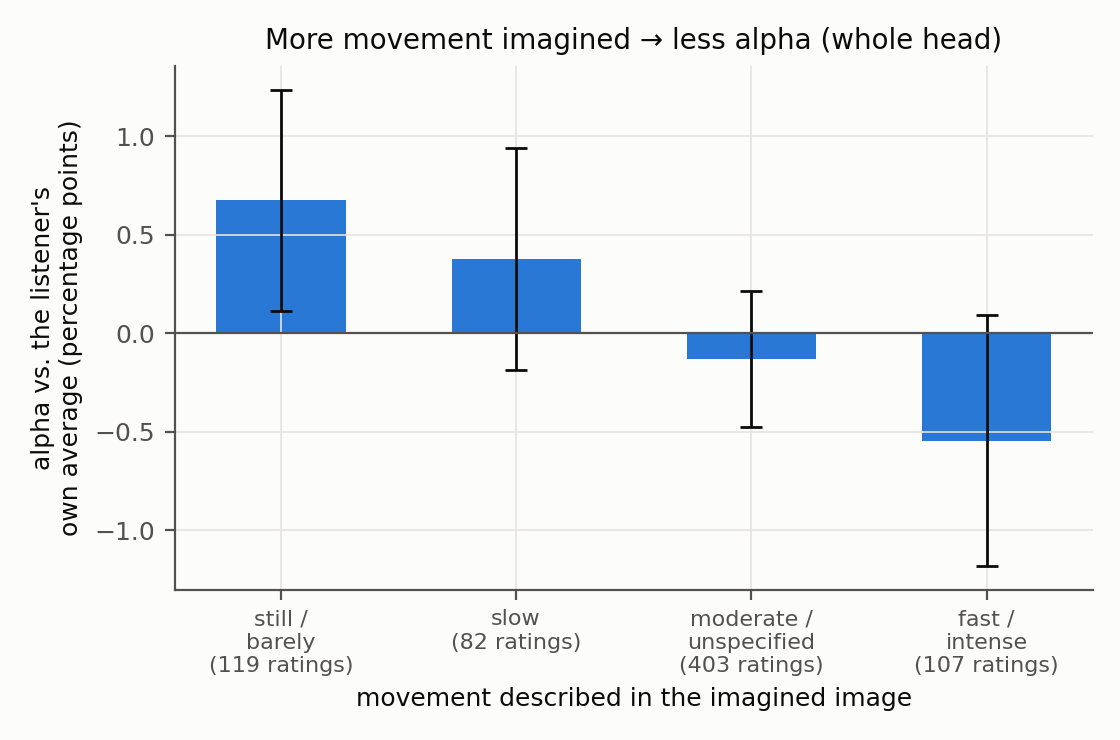 More movement imagined → less alpha (whole head)
alpha vs. the listener's
own average (percentage points)
1.0
0.5
0.0
−0.5
−1.0
still /
barely
(119 ratings)
slow
(82 ratings)
moderate /
unspecified
(403 ratings)
fast /
intense
(107 ratings)
movement described in the imagined image